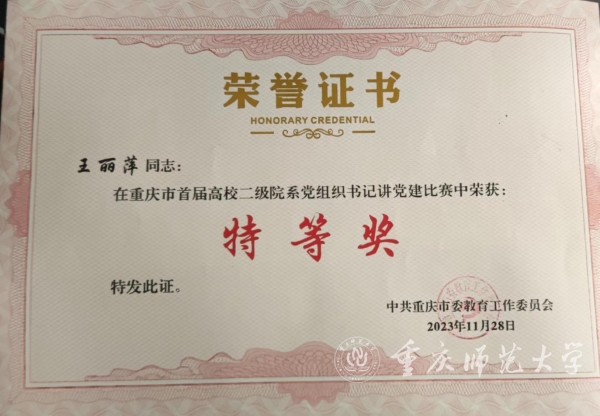 荣誉证书
HONORARY CREDENTIAL
王丽萍同志：
在重庆市首届高校二级院系党组织书记讲党建比赛中荣获：
特等奖
特发此证。
中共重庆市委教育工作委员会
2023年11月28日
重庆师范大学